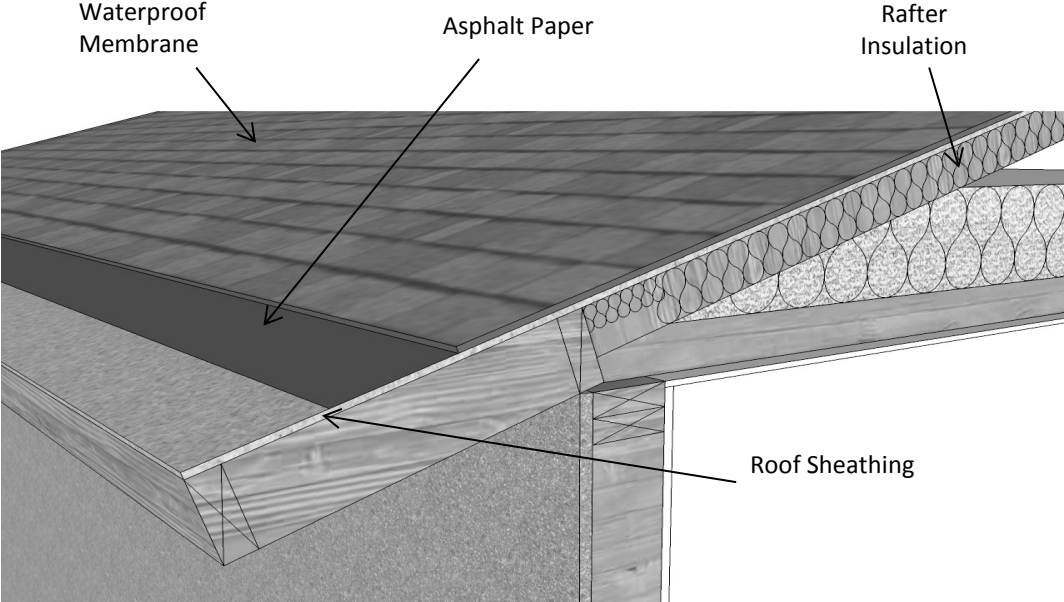 Waterproof
Membrane
Asphalt Paper
Rafter
Insulation
Roof Sheathing